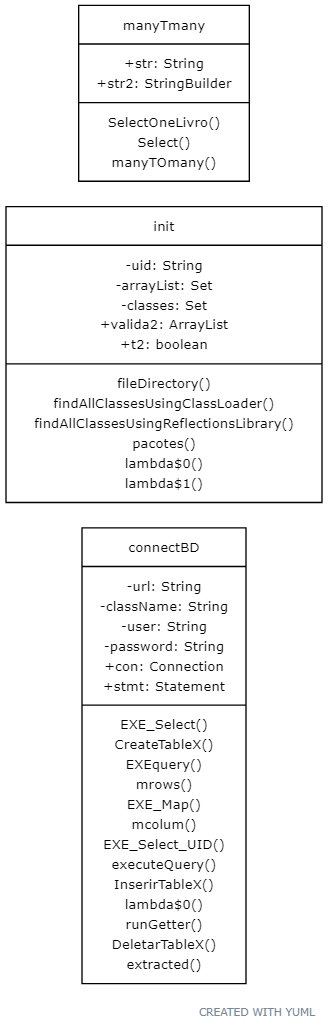 manyTmany
+str: String
+str2: StringBuilder
SelectOneLivro()
Select()
manyTOmany()
init
-uid: String
-arrayList: Set
-classes: Set
+valida2: ArrayList
+t2: boolean
fileDirectory()
findAllClassesUsingClassLoader()
findAllClassesUsingReflectionsLibrary()
pacotes()
lambda$0()
lambda$1()
connectBD
-url: String
-className: String
-user: String
-password: String
+con: Connection
+stmt: Statement
EXE_Select()
CreateTableX()
EXEquery()
mrows()
EXE_Map()
mcolum()
EXE_Select_UID()
executeQuery()
InserirTableX()
lambda$0()
runGetter()
DeletarTableX()
extracted()
CREATED WITH YUML